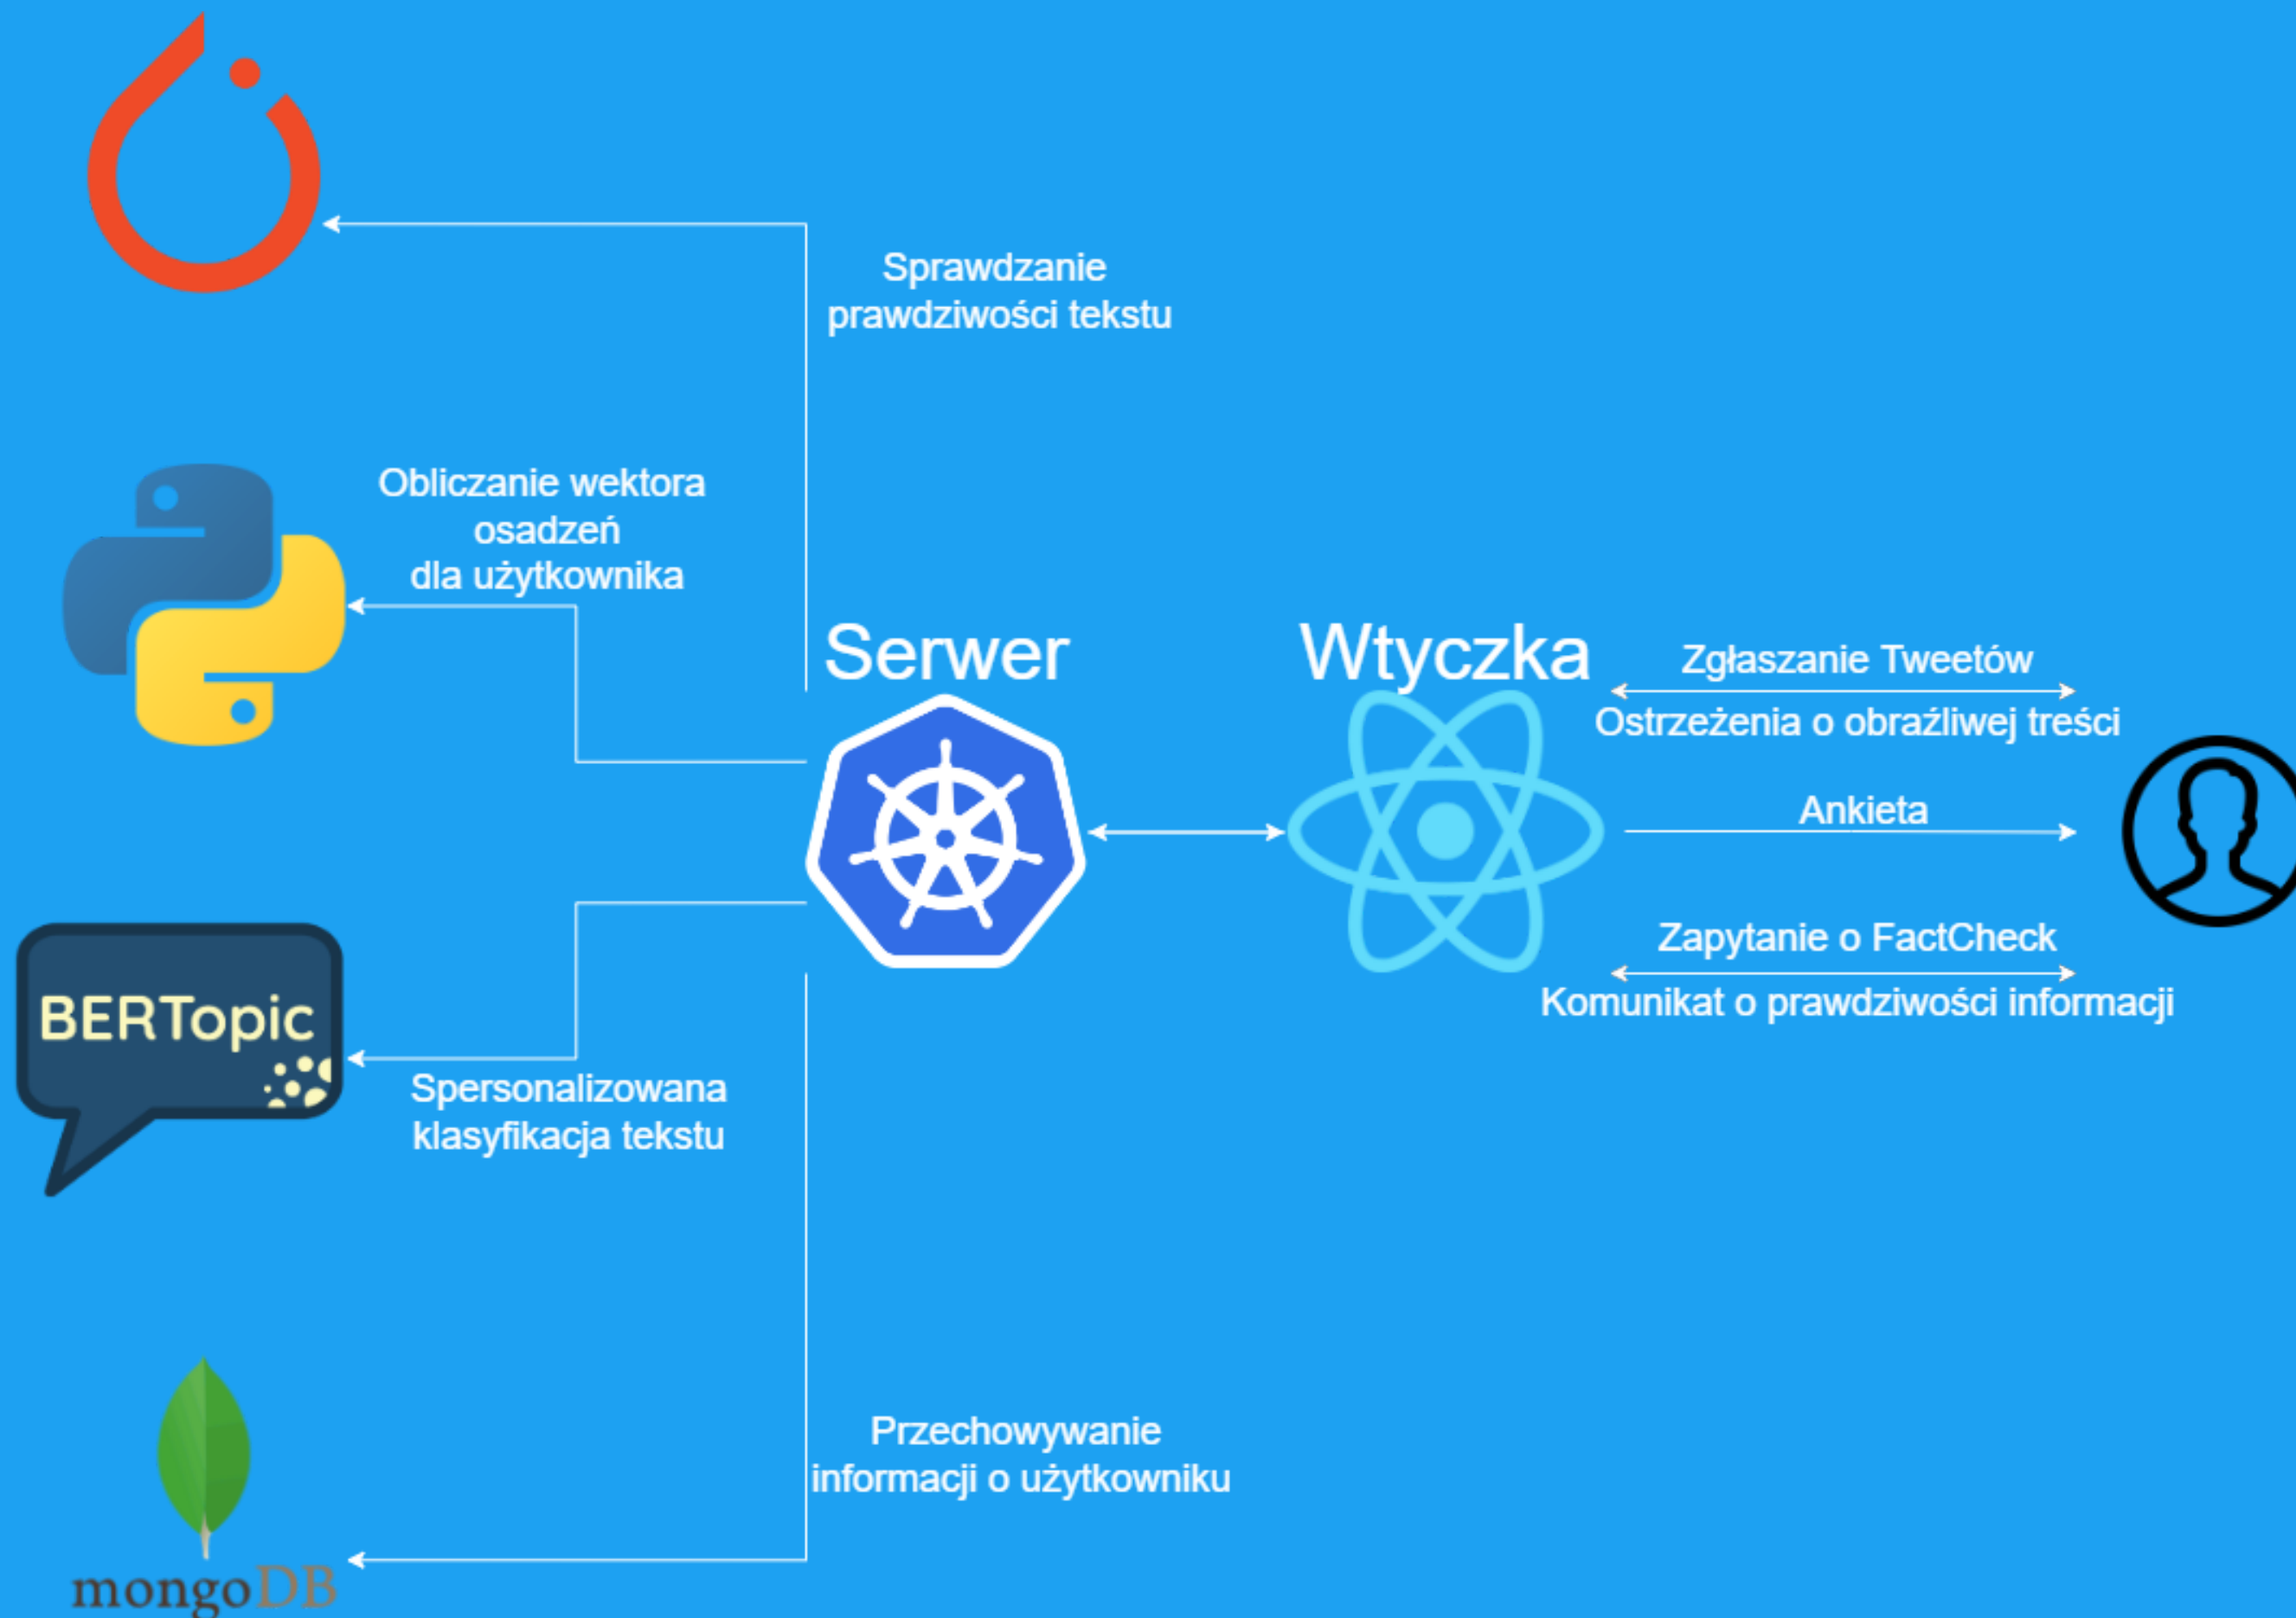 Sprawdzanie
prawdziwości tekstu
Obliczanie wektora
osadzeń
dla użytkownika
Serwer
Wtyczka
Zgłaszanie Tweetów
Ostrzeżenia o obraźliwej treści
Ankieta
Zapytanie o FactCheck
Komunikat o prawdziwości informacji
BERTopic
Spersonalizowana
klasyfikacja tekstu
Przechowywanie
informacji o użytkowniku
mongoDB